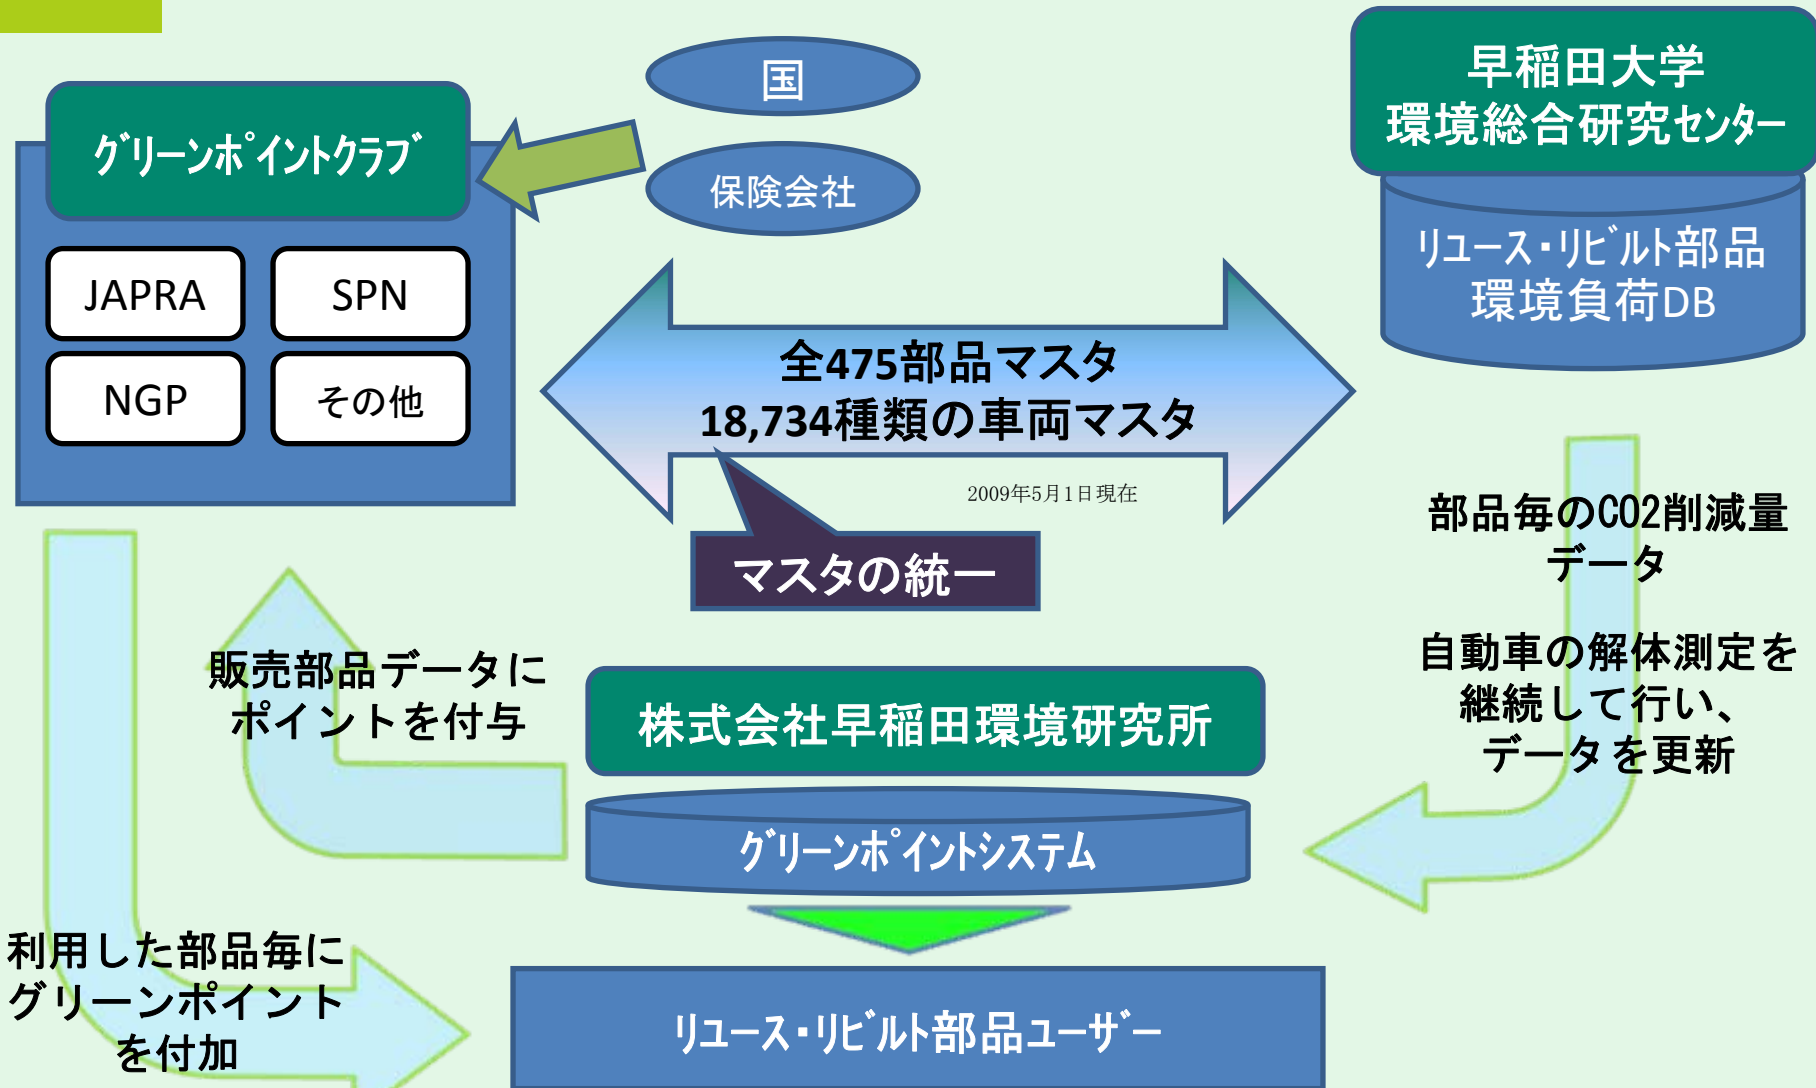 国
保険会社
グリーンポイントクラブ
JAPRA
SPN
NGP
その他
早稲田大学
環境総合研究センター
リユース・リビルト部品
環境負荷DB
全475部品マスタ
18,734種類の車両マスタ
2009年5月1日現在
マスタの統一
部品毎のCO2削減量
データ
自動車の解体測定を
継続して行い、
データを更新
販売部品データに
ポイントを付与
株式会社早稲田環境研究所
グリーンポイントシステム
利用した部品毎に
グリーンポイント
を付加
リユース・リビルト部品ユーザー